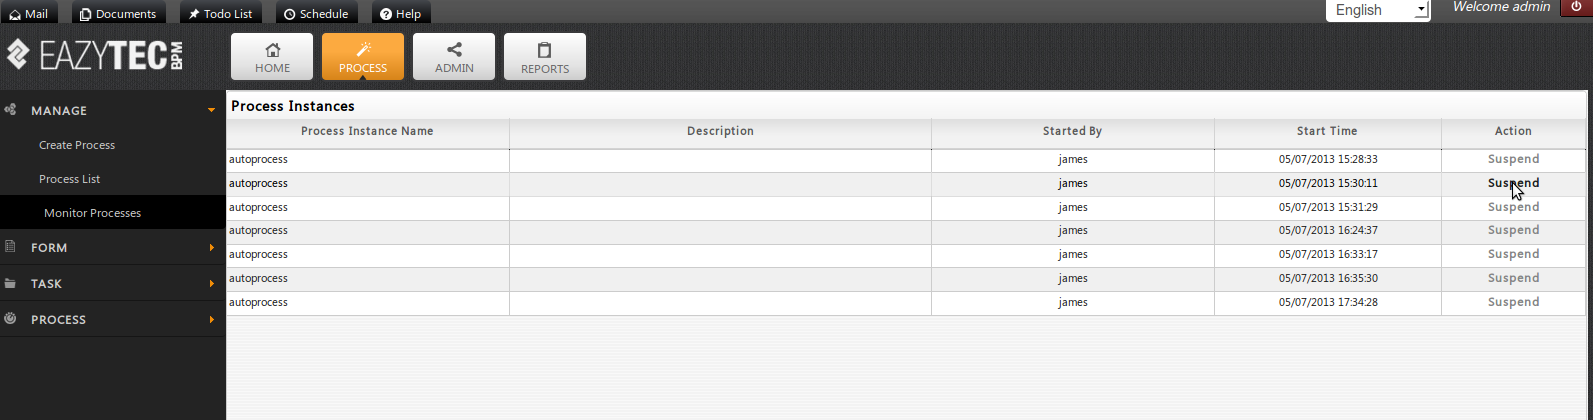 Mail Documents Todo List Schedule Help English Welcome admin
EAZYTEC BPM HOME PROCESS ADMIN REPORTS
MANAGE
Create Process
Process List
Monitor Processes
FORM
TASK
PROCESS
Process Instances
Process Instance Name Description Started By Start Time Action
autoprocess james 05/07/2013 15:28:33 Suspend
autoprocess james 05/07/2013 15:30:11 Suspend
autoprocess james 05/07/2013 15:31:29 Suspend
autoprocess james 05/07/2013 16:24:37 Suspend
autoprocess james 05/07/2013 16:33:17 Suspend
autoprocess james 05/07/2013 16:35:30 Suspend
autoprocess james 05/07/2013 17:34:28 Suspend